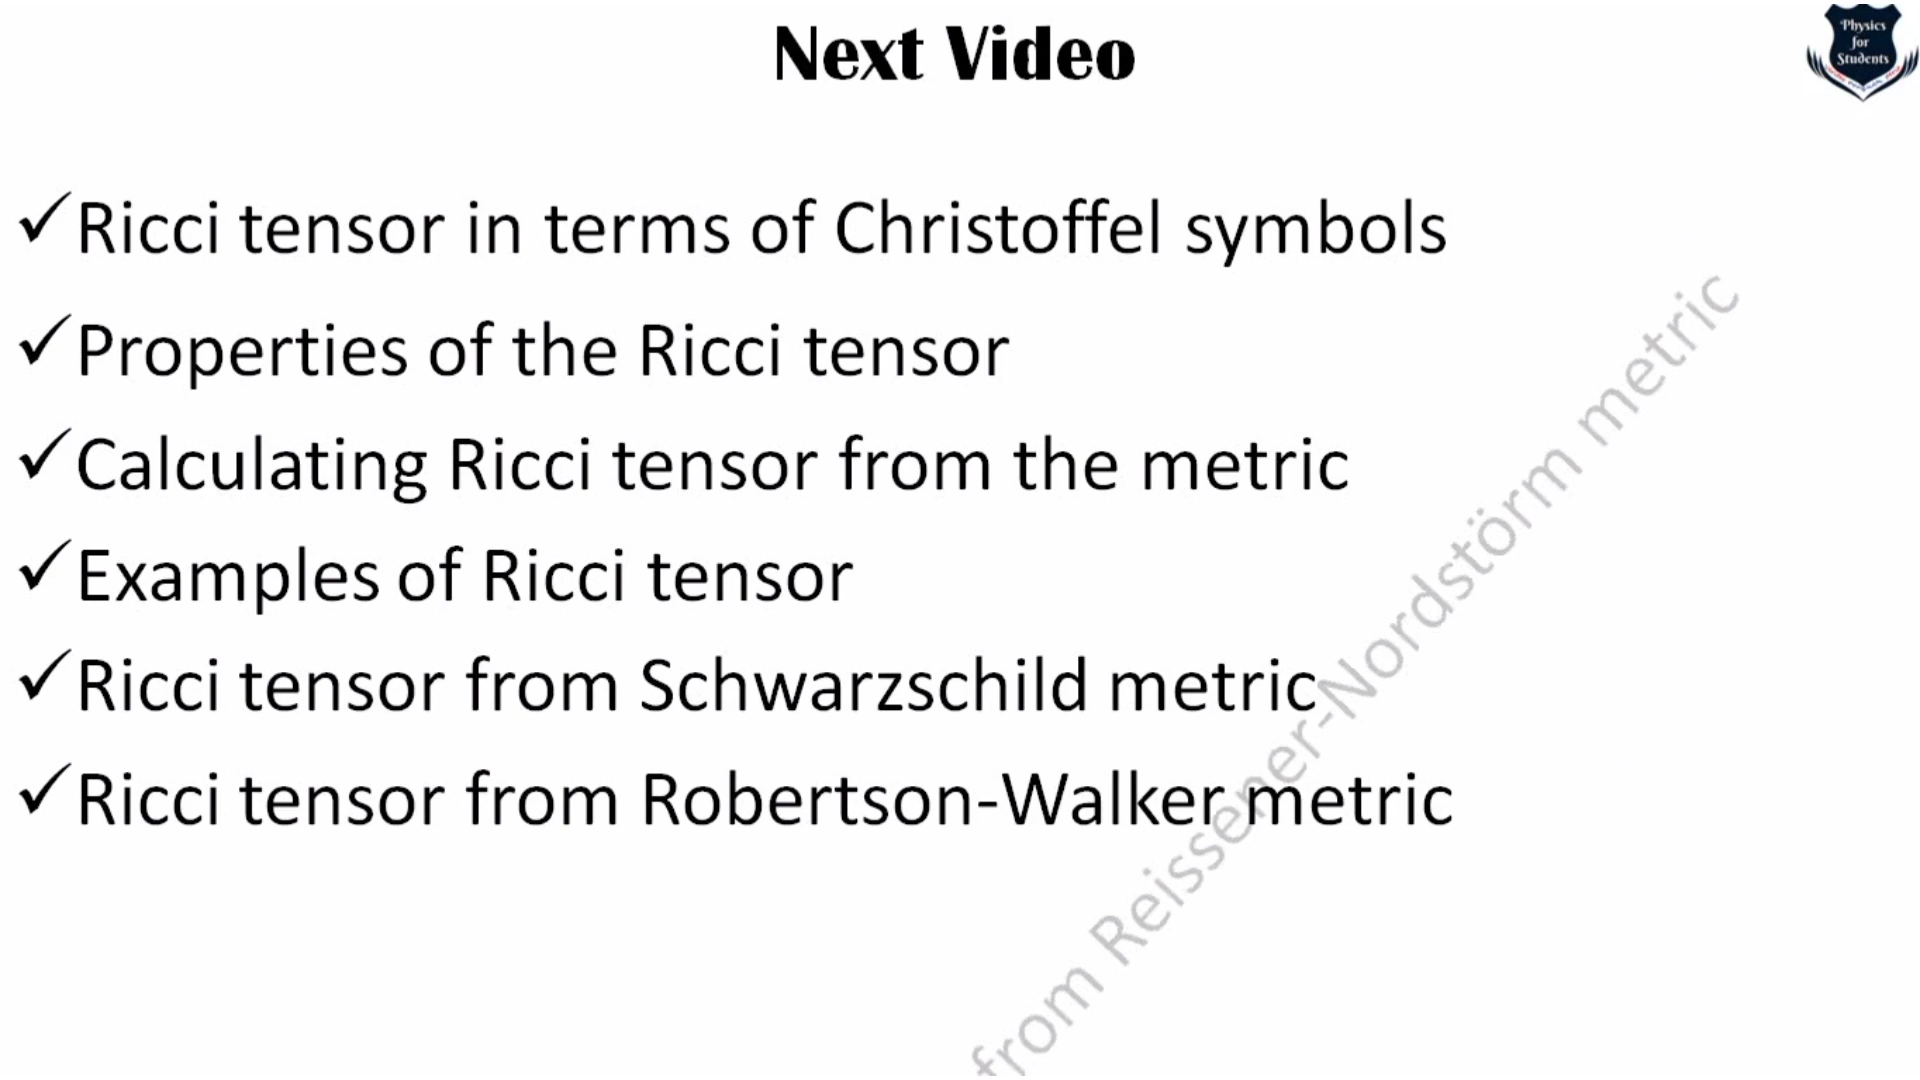 Next Video
Physics
for
Students
✓Ricci tensor in terms of Christoffel symbols
✓Properties of the Ricci tensor
✓Calculating Ricci tensor from the metric
✓Examples of Ricci tensor
✓Ricci tensor from Schwarzschild metric
✓Ricci tensor from Robertson-Walker metric
from Reissener-Nordstörm metric